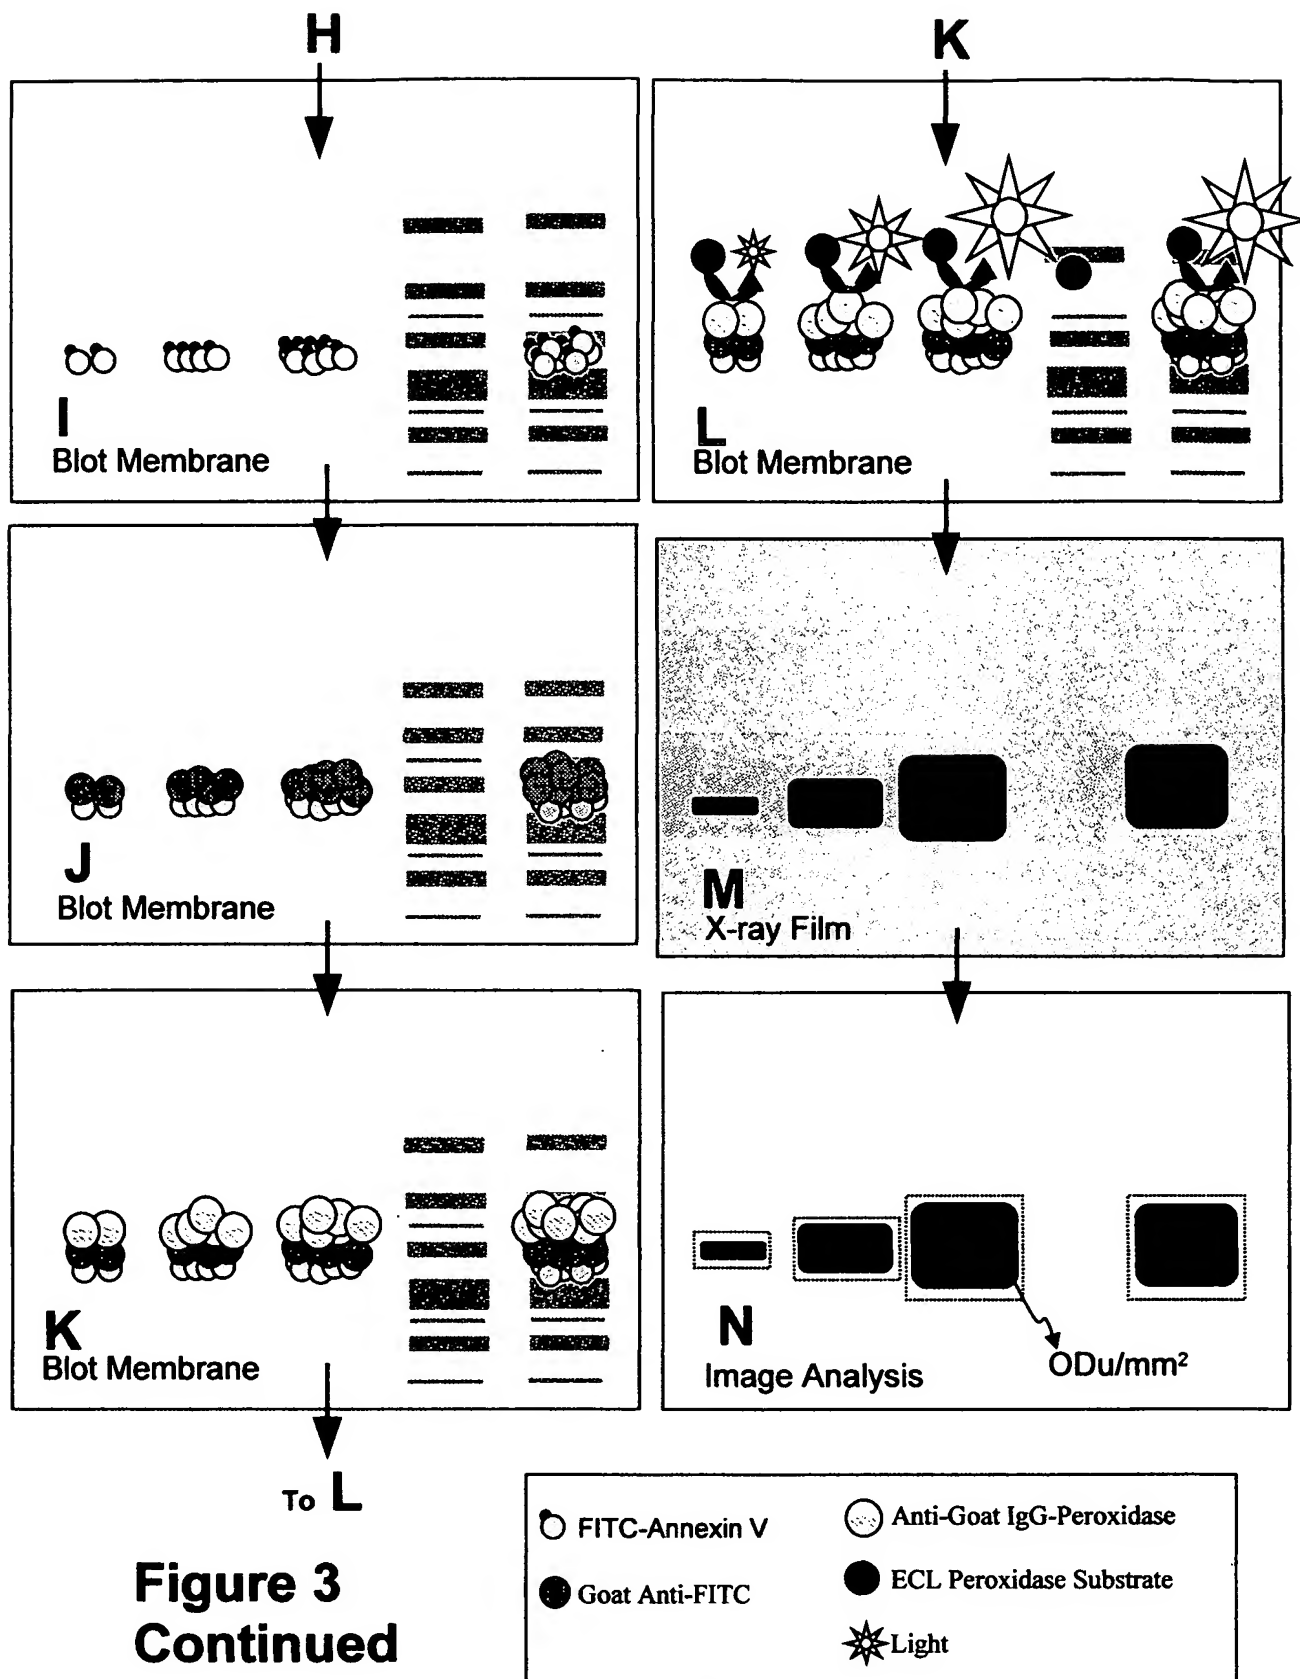 H
I
Blot Membrane
J
Blot Membrane
K
Blot Membrane
To L
K
L
Blot Membrane
M
X-ray Film
N
Image Analysis
ODu/mm²
Figure 3
Continued
FITC-Annexin V
Goat Anti-FITC
Anti-Goat IgG-Peroxidase
ECL Peroxidase Substrate
Light